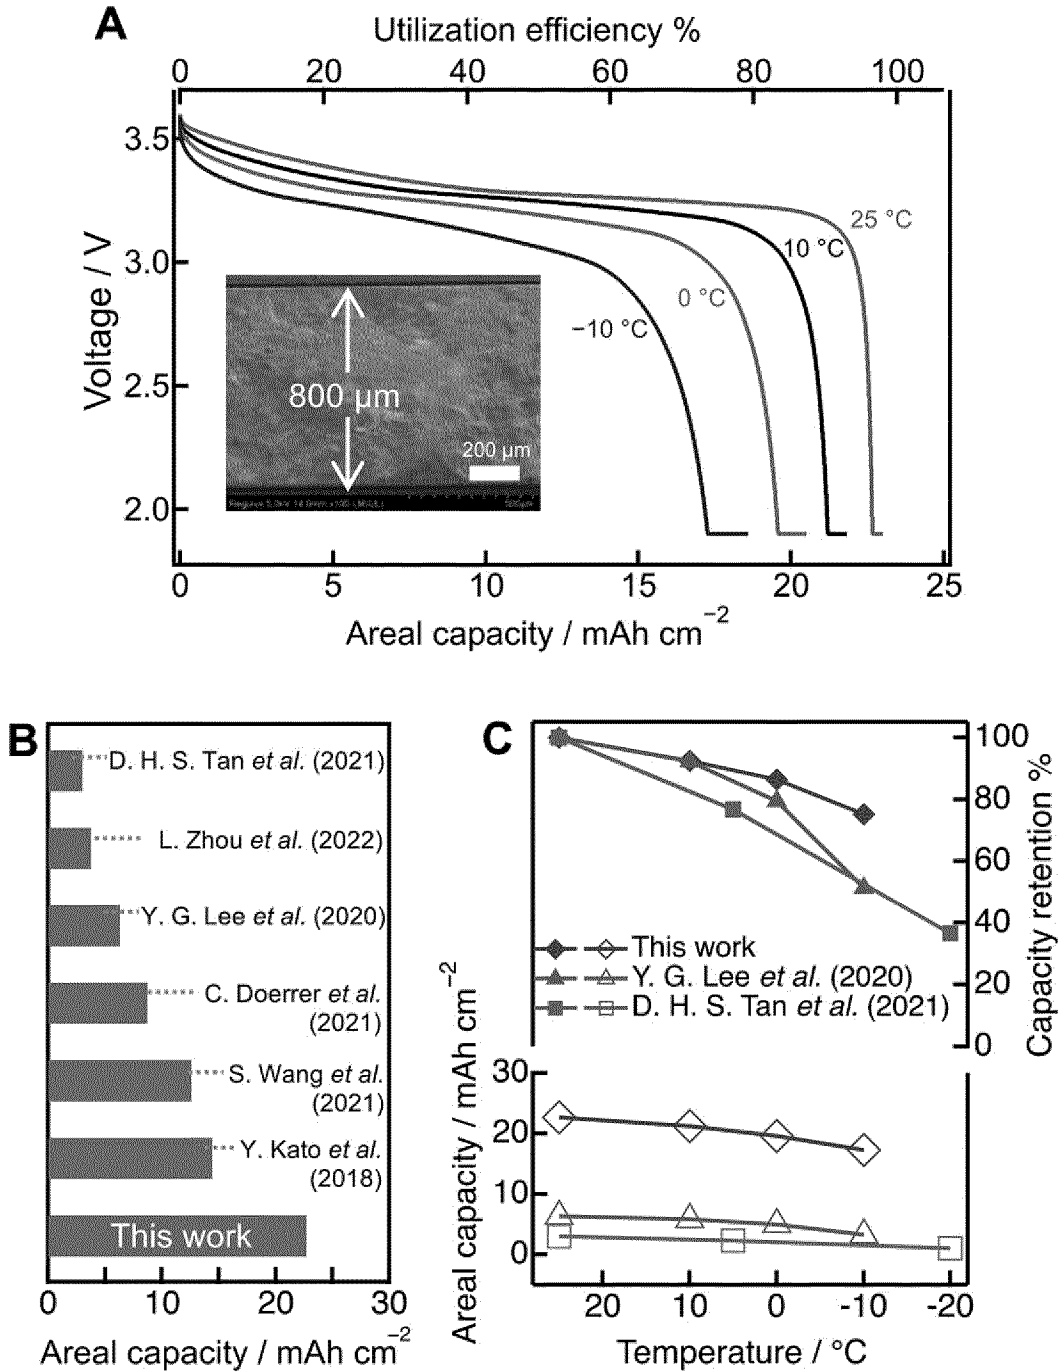 A
Utilization efficiency %
0 20 40 60 80 100
Voltage / V
3.5
3.0
2.5
2.0
25 °C
10 °C
0 °C
−10 °C
800 µm
200 µm
0 5 10 15 20 25
Areal capacity / mAh cm⁻²
B
D. H. S. Tan et al. (2021)
L. Zhou et al. (2022)
Y. G. Lee et al. (2020)
C. Doerrer et al.
(2021)
S. Wang et al.
(2021)
Y. Kato et al.
(2018)
This work
0 10 20 30
Areal capacity / mAh cm⁻²
C
100
80
60
40
20
0
Capacity retention %
This work
Y. G. Lee et al. (2020)
D. H. S. Tan et al. (2021)
Areal capacity / mAh cm⁻²
30
20
10
0
20 10 0 -10 -20
Temperature / °C